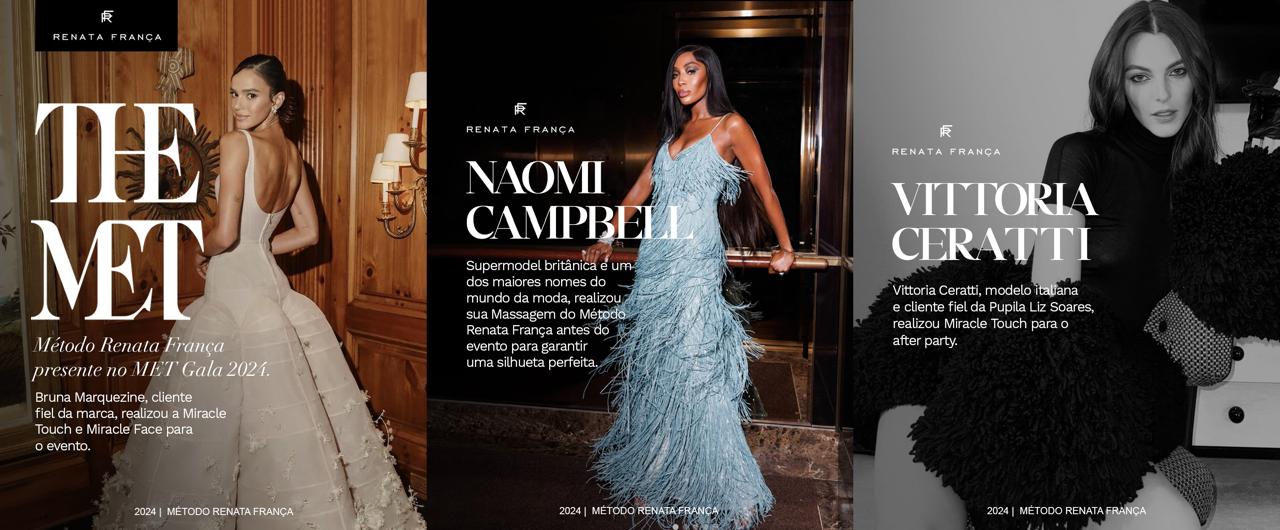 RENATA FRANÇA
THE
MET
Método Renata França
presente no MET Gala 2024.
Bruna Marquezine, cliente
fiel da marca, realizou a Miracle
Touch e Miracle Face para
o evento.
2024 | MÉTODO RENATA FRANÇA
RENATA FRANÇA
NAOMI
CAMPBELL
Supermodel britânica e um
dos maiores nomes do
mundo da moda, realizou
sua Massagem do Método
Renata França antes do
evento para garantir
uma silhueta perfeita.
2024 | MÉTODO RENATA FRANÇA
RENATA FRANÇA
VITTORIA
CERATTI
Vittoria Ceratti, modelo italiana
e cliente fiel da Pupila Liz Soares,
realizou Miracle Touch para o
after party.
2024 | MÉTODO RENATA FRANÇA